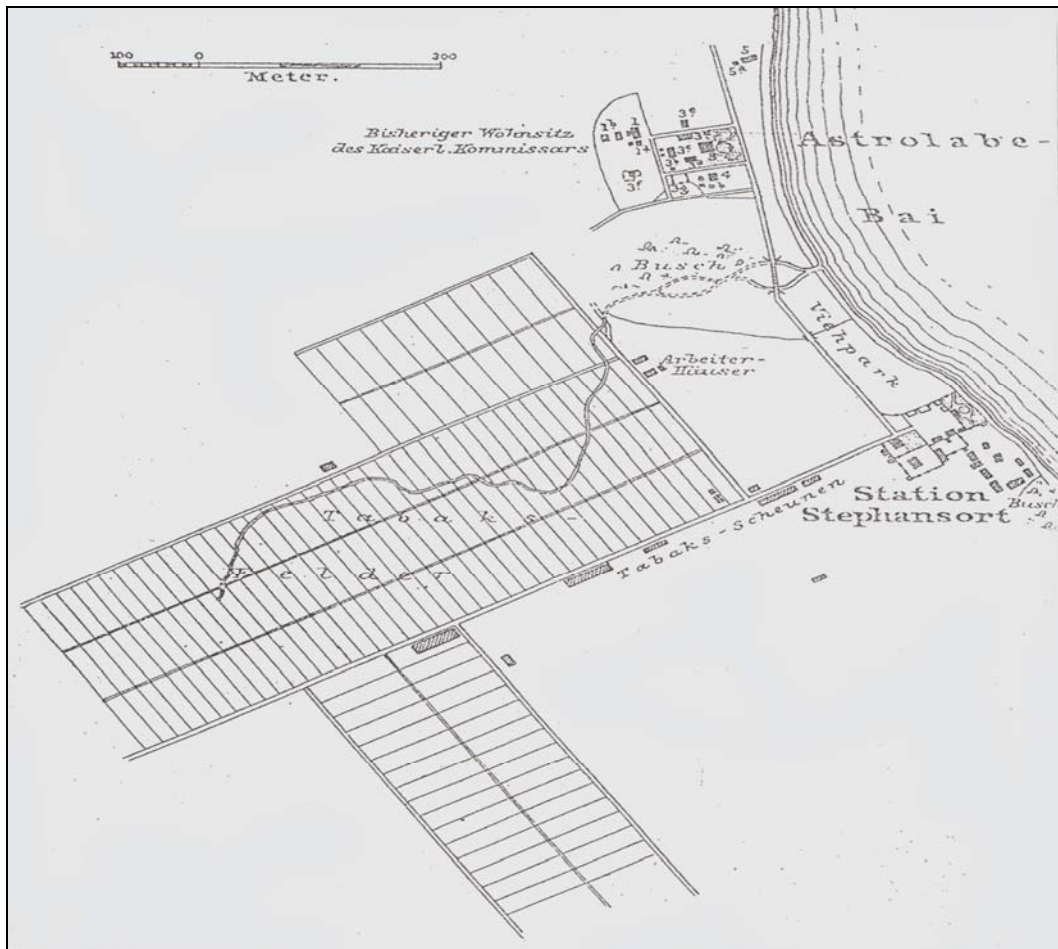 100 0 300
Meter.
Bisheriger Wohnsitz
des Kaiserl. Kommissars
Astrolabe-
Bai
Busch
Viehpark
Arbeiter-
Häuser
Station
Stephansort
Busch
Tabaks-Scheunen
Tabaks-
Felder